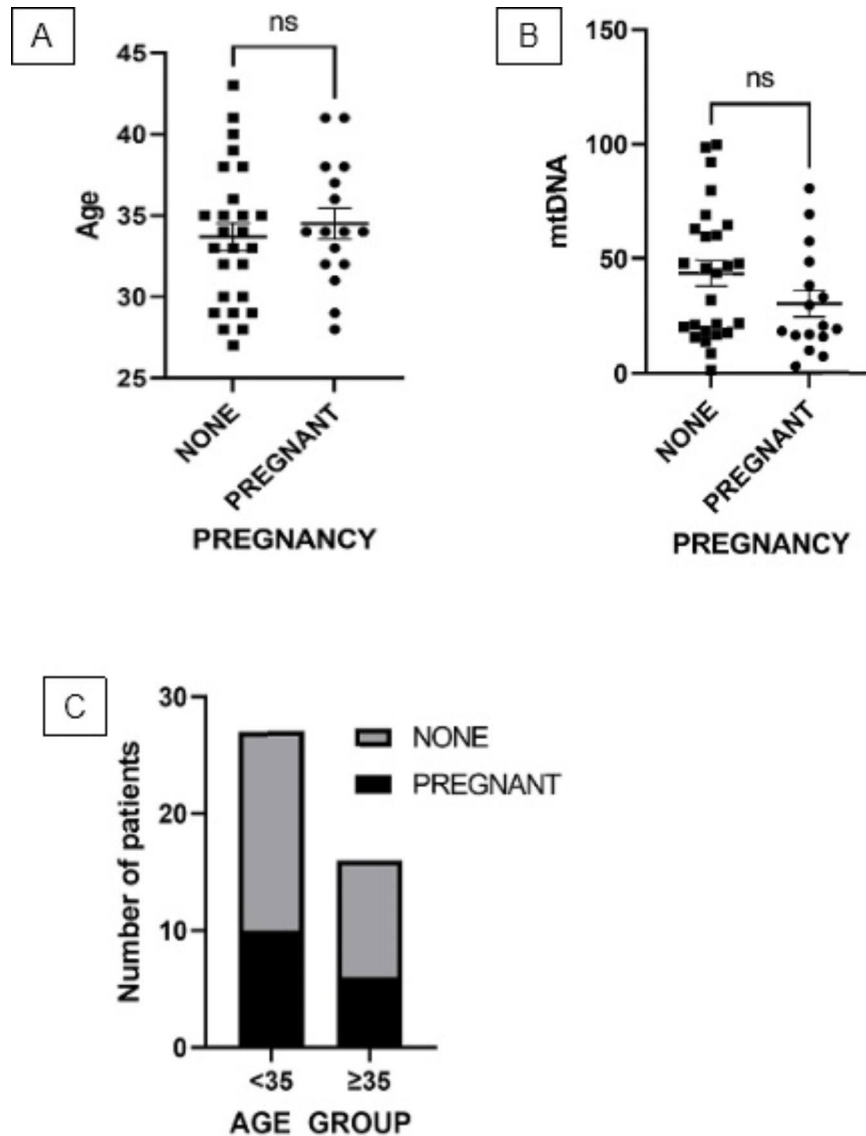 A
ns
45
40
35
30
25
Age
NONE
PREGNANT
PREGNANCY
B
ns
150
100
50
0
mtDNA
NONE
PREGNANT
PREGNANCY
C
30
20
10
0
Number of patients
NONE
PREGNANT
<35 ≥35
AGE GROUP